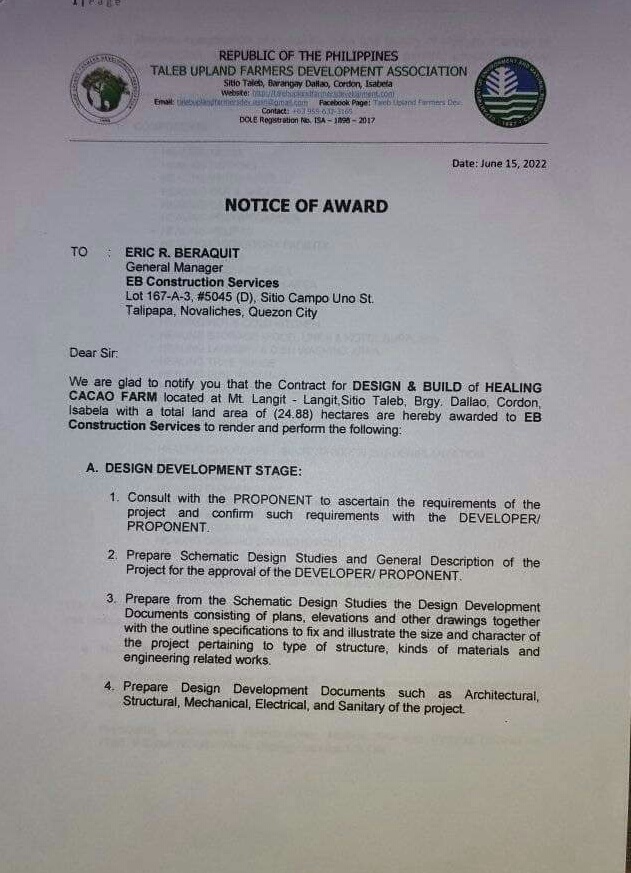 1 | P a g e
REPUBLIC OF THE PHILIPPINES
TALEB UPLAND FARMERS DEVELOPMENT ASSOCIATION
Sitio Taleb, Barangay Dallao, Cordon, Isabela
Website:
Email: Facebook Page: Taleb Upland Farmers Dev.
Contact:
DOLE Registration No. ISA – 1898 – 2017
Date: June 15, 2022
NOTICE OF AWARD
TO : ERIC R. BERAQUIT
General Manager
EB Construction Services
Lot 167-A-3, #5045 (D), Sitio Campo Uno St.
Talipapa, Novaliches, Quezon City
Dear Sir:
We are glad to notify you that the Contract for DESIGN & BUILD of HEALING
CACAO FARM located at Mt. Langit - Langit,Sitio Taleb, Brgy. Dallao, Cordon,
Isabela with a total land area of (24.88) hectares are hereby awarded to EB
Construction Services to render and perform the following:
A. DESIGN DEVELOPMENT STAGE:
1. Consult with the PROPONENT to ascertain the requirements of the
project and confirm such requirements with the DEVELOPER/
PROPONENT.
2. Prepare Schematic Design Studies and General Description of the
Project for the approval of the DEVELOPER/ PROPONENT.
3. Prepare from the Schematic Design Studies the Design Development
Documents consisting of plans, elevations and other drawings together
with the outline specifications to fix and illustrate the size and character of
the project pertaining to type of structure, kinds of materials and
engineering related works.
4. Prepare Design Development Documents such as Architectural,
Structural, Mechanical, Electrical, and Sanitary of the project.